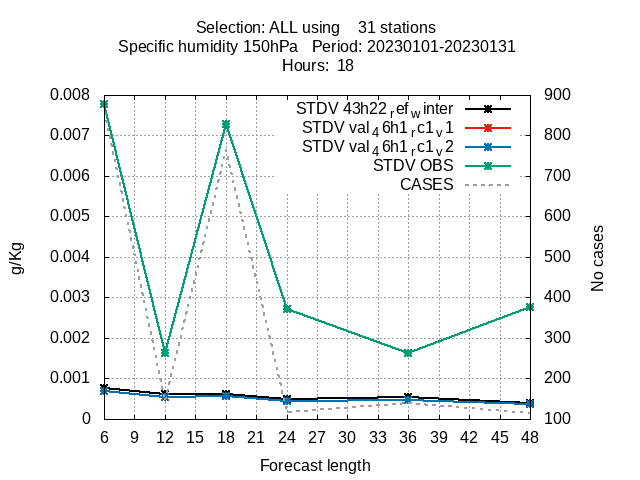 Selection: ALL using    31 stations
Specific humidity 150hPa   Period: 20230101-20230131
Hours:  18
0.008
0.007
0.006
0.005
0.004
0.003
0.002
0.001
0
g/Kg
STDV 43h22refwinter
STDV val46h1rc1v1
STDV val46h1rc1v2
STDV OBS
CASES
900
800
700
600
500
400
300
200
100
No cases
6 9 12 15 18 21 24 27 30 33 36 39 42 45 48
Forecast length